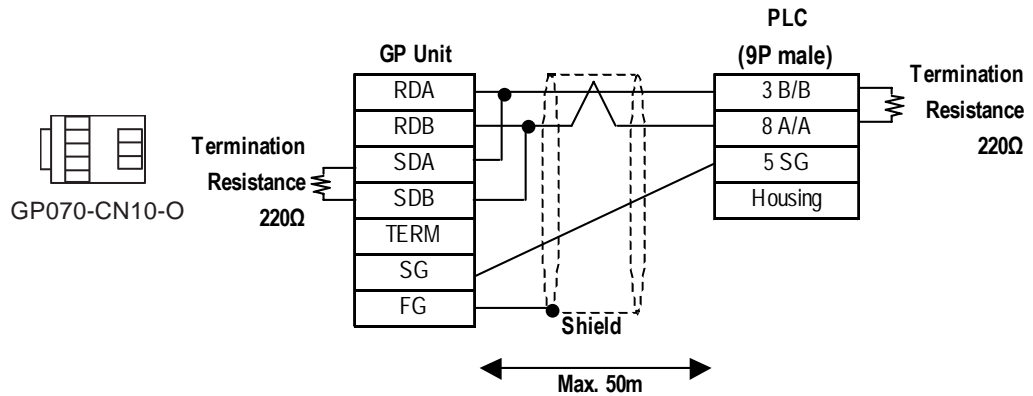 GP070-CN10-O
Termination
Resistance
220Ω
GP Unit
RDA
RDB
SDA
SDB
TERM
SG
FG
Shield
Max. 50m
PLC
(9P male)
3 B/B
8 A/A
5 SG
Housing
Termination
Resistance
220Ω